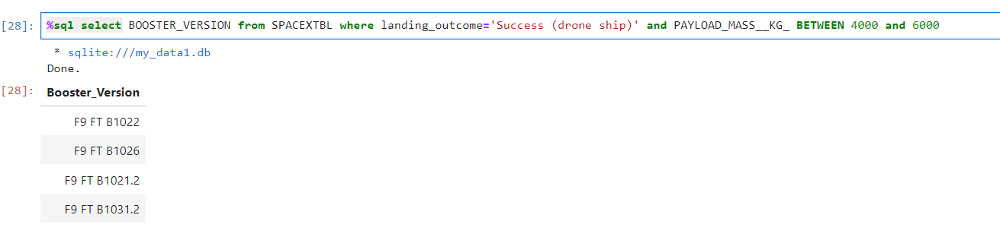 [28]: %sql select BOOSTER_VERSION from SPACEXTBL where landing_outcome='Success (drone ship)' and PAYLOAD_MASS__KG_ BETWEEN 4000 and 6000
* sqlite:///my_data1.db
Done.
[28]: Booster_Version
F9 FT B1022
F9 FT B1026
F9 FT B1021.2
F9 FT B1031.2